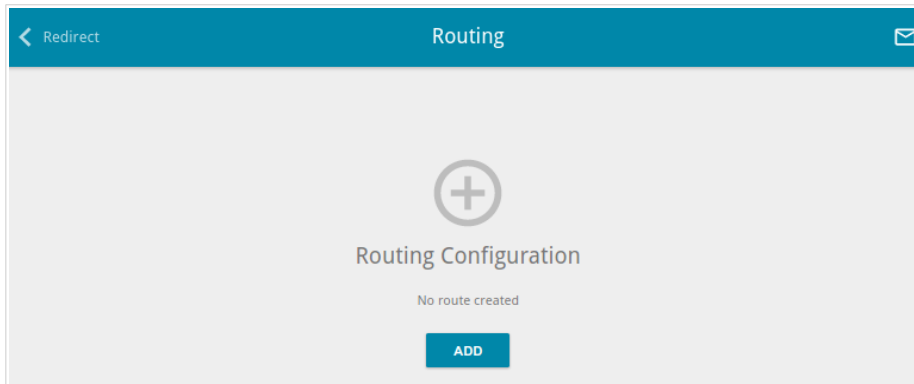 Redirect
Routing
Routing Configuration
No route created
ADD